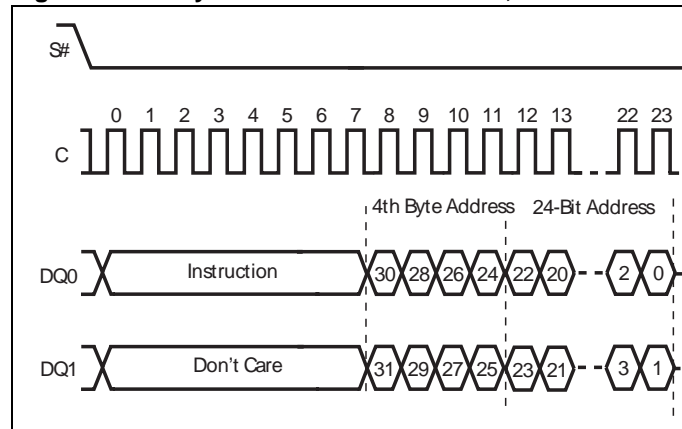 S#
0 1 2 3 4 5 6 7 8 9 10 11 12 13 22 23
C
4th Byte Address 24-Bit Address
DQ0 Instruction 30 28 26 24 22 20 2 0
DQ1 Don't Care 31 29 27 25 23 21 3 1